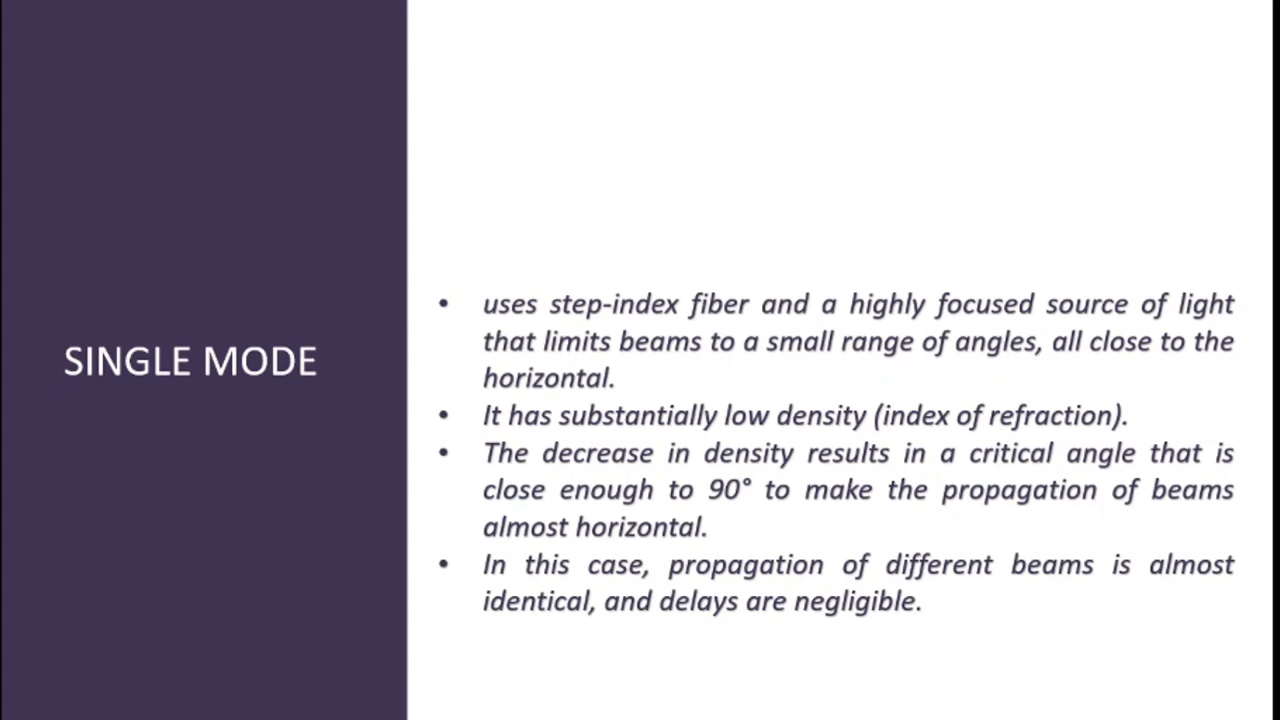 SINGLE MODE
• uses step-index fiber and a highly focused source of light
that limits beams to a small range of angles, all close to the
horizontal.
• It has substantially low density (index of refraction).
• The decrease in density results in a critical angle that is
close enough to 90° to make the propagation of beams
almost horizontal.
• In this case, propagation of different beams is almost
identical, and delays are negligible.